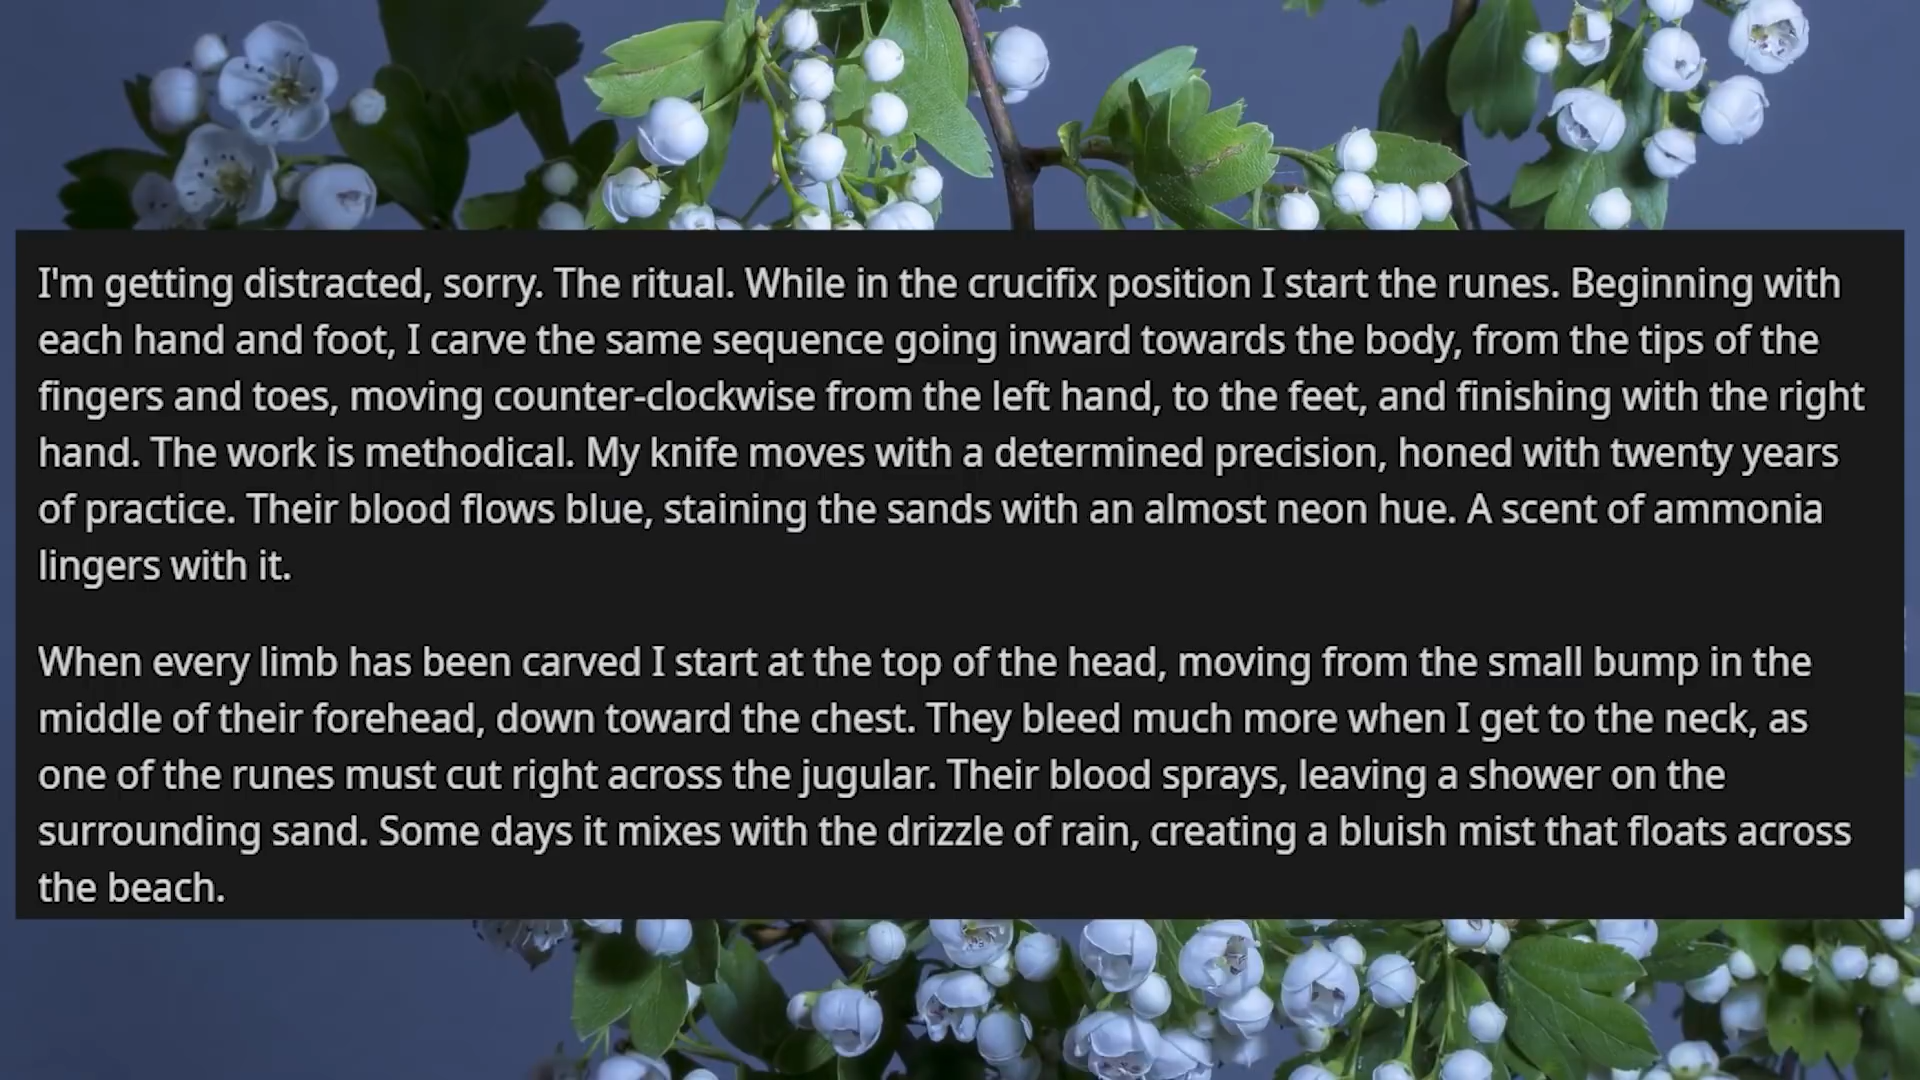 I'm getting distracted, sorry. The ritual. While in the crucifix position I start the runes. Beginning with
each hand and foot, I carve the same sequence going inward towards the body, from the tips of the
fingers and toes, moving counter-clockwise from the left hand, to the feet, and finishing with the right
hand. The work is methodical. My knife moves with a determined precision, honed with twenty years
of practice. Their blood flows blue, staining the sands with an almost neon hue. A scent of ammonia
lingers with it.
When every limb has been carved I start at the top of the head, moving from the small bump in the
middle of their forehead, down toward the chest. They bleed much more when I get to the neck, as
one of the runes must cut right across the jugular. Their blood sprays, leaving a shower on the
surrounding sand. Some days it mixes with the drizzle of rain, creating a bluish mist that floats across
the beach.